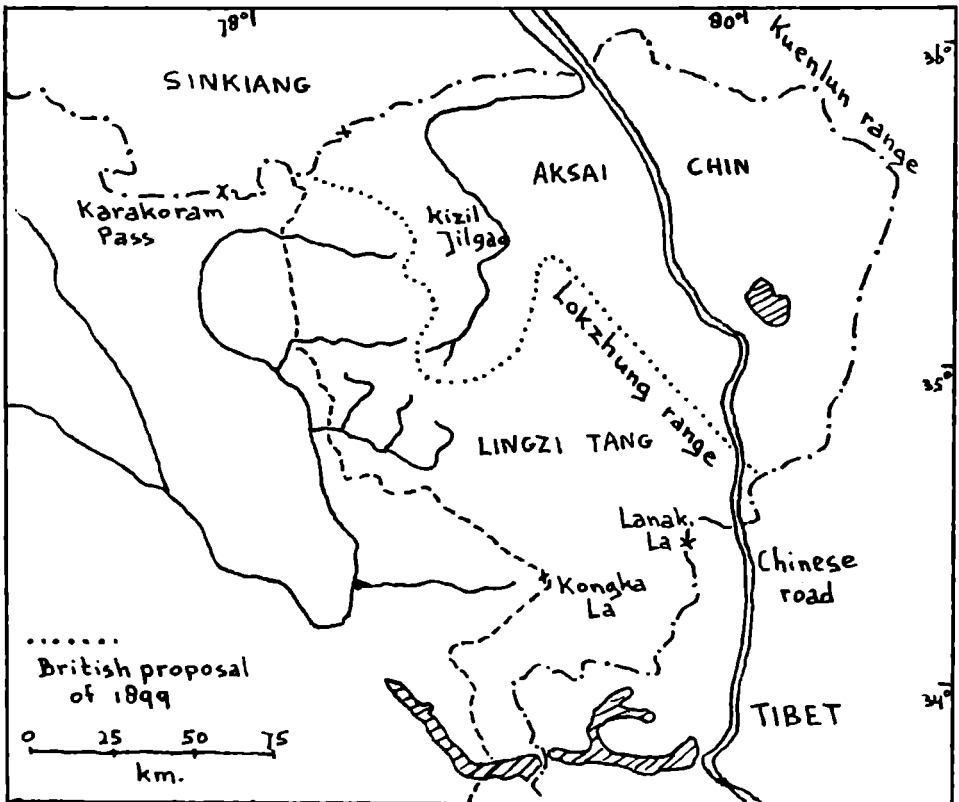 78°
80°
Kuenlun range
36°
SINKIANG
AKSAI CHIN
Karakoram
Pass
Kizil
Jilgad
Lokzhung range
35°
LINGZI TANG
Lanak
La
Chinese
road
Kongka
La
British proposal
of 1899
34°
TIBET
0 25 50 75
km.